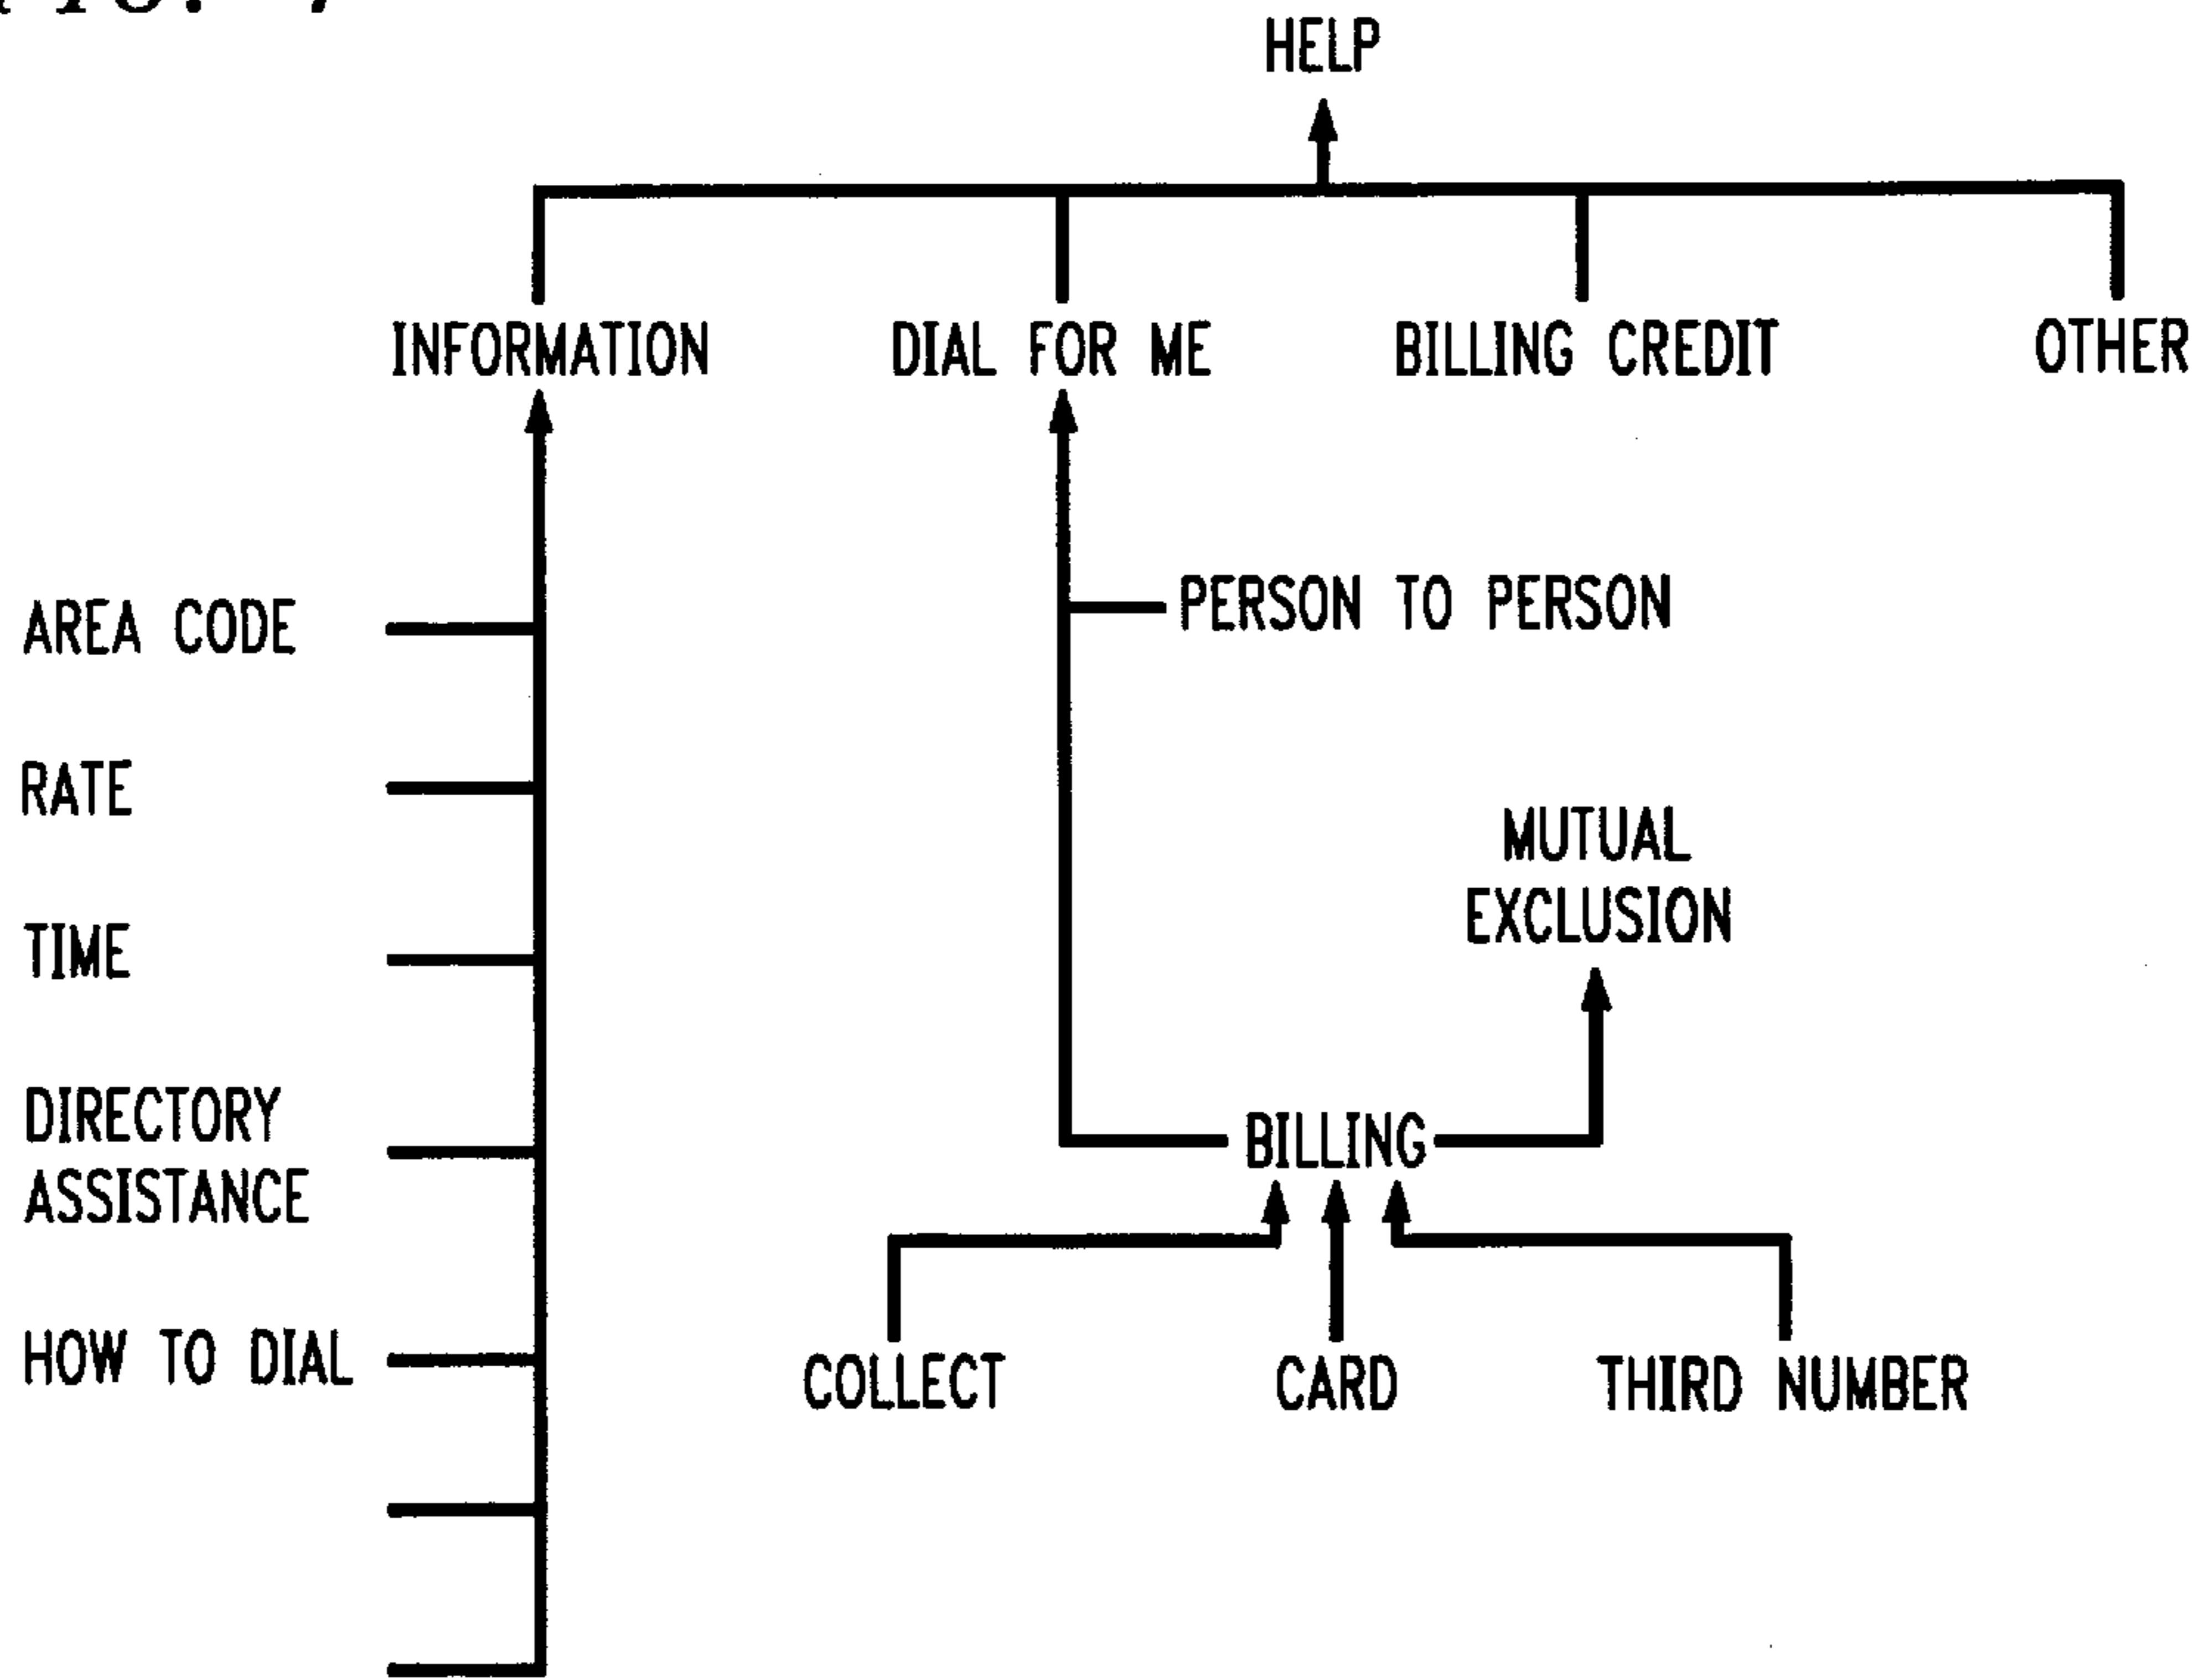 HELP
INFORMATION DIAL FOR ME BILLING CREDIT OTHER
PERSON TO PERSON
AREA CODE
RATE
MUTUAL
EXCLUSION
TIME
DIRECTORY
ASSISTANCE
BILLING
HOW TO DIAL
COLLECT CARD THIRD NUMBER